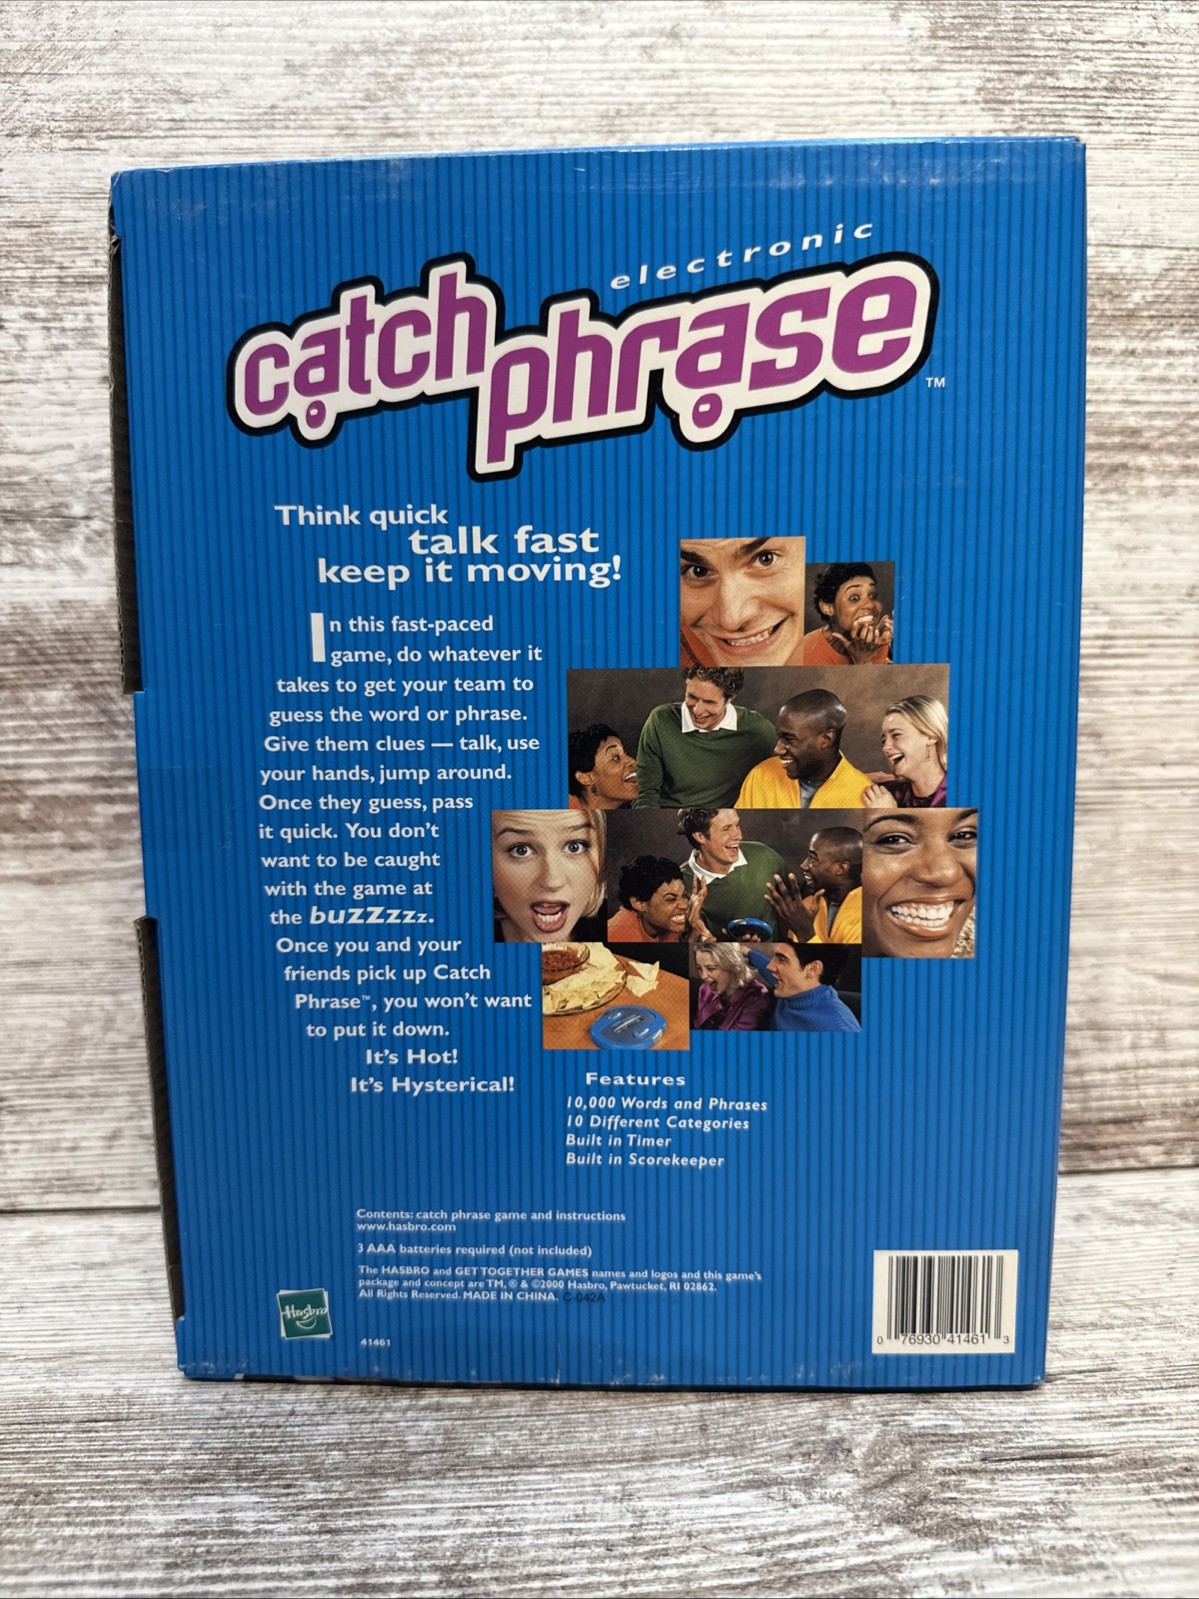 electronic
catch
phrase™
Think quick
talk fast
keep it moving!
In this fast-paced
game, do whatever it
takes to get your team to
guess the word or phrase.
Give them clues — talk, use
your hands, jump around.
Once they guess, pass
it quick. You don't
want to be caught
with the game at
the buzzzzz.
Once you and your
friends pick up Catch
Phrase™, you won't want
to put it down.
It's Hot!
It's Hysterical!
Features
10,000 Words and Phrases
10 Different Categories
Built in Timer
Built in Scorekeeper
Contents: catch phrase game and instructions
www.hasbro.com
3 AAA batteries required (not included)
The HASBRO and GET TOGETHER GAMES names and logos and this game's
package and concept are TM, ® & ©2000 Hasbro, Pawtucket, RI 02862.
All Rights Reserved. MADE IN CHINA. C-042A
Hasbro
41461
0 76930 41461 3